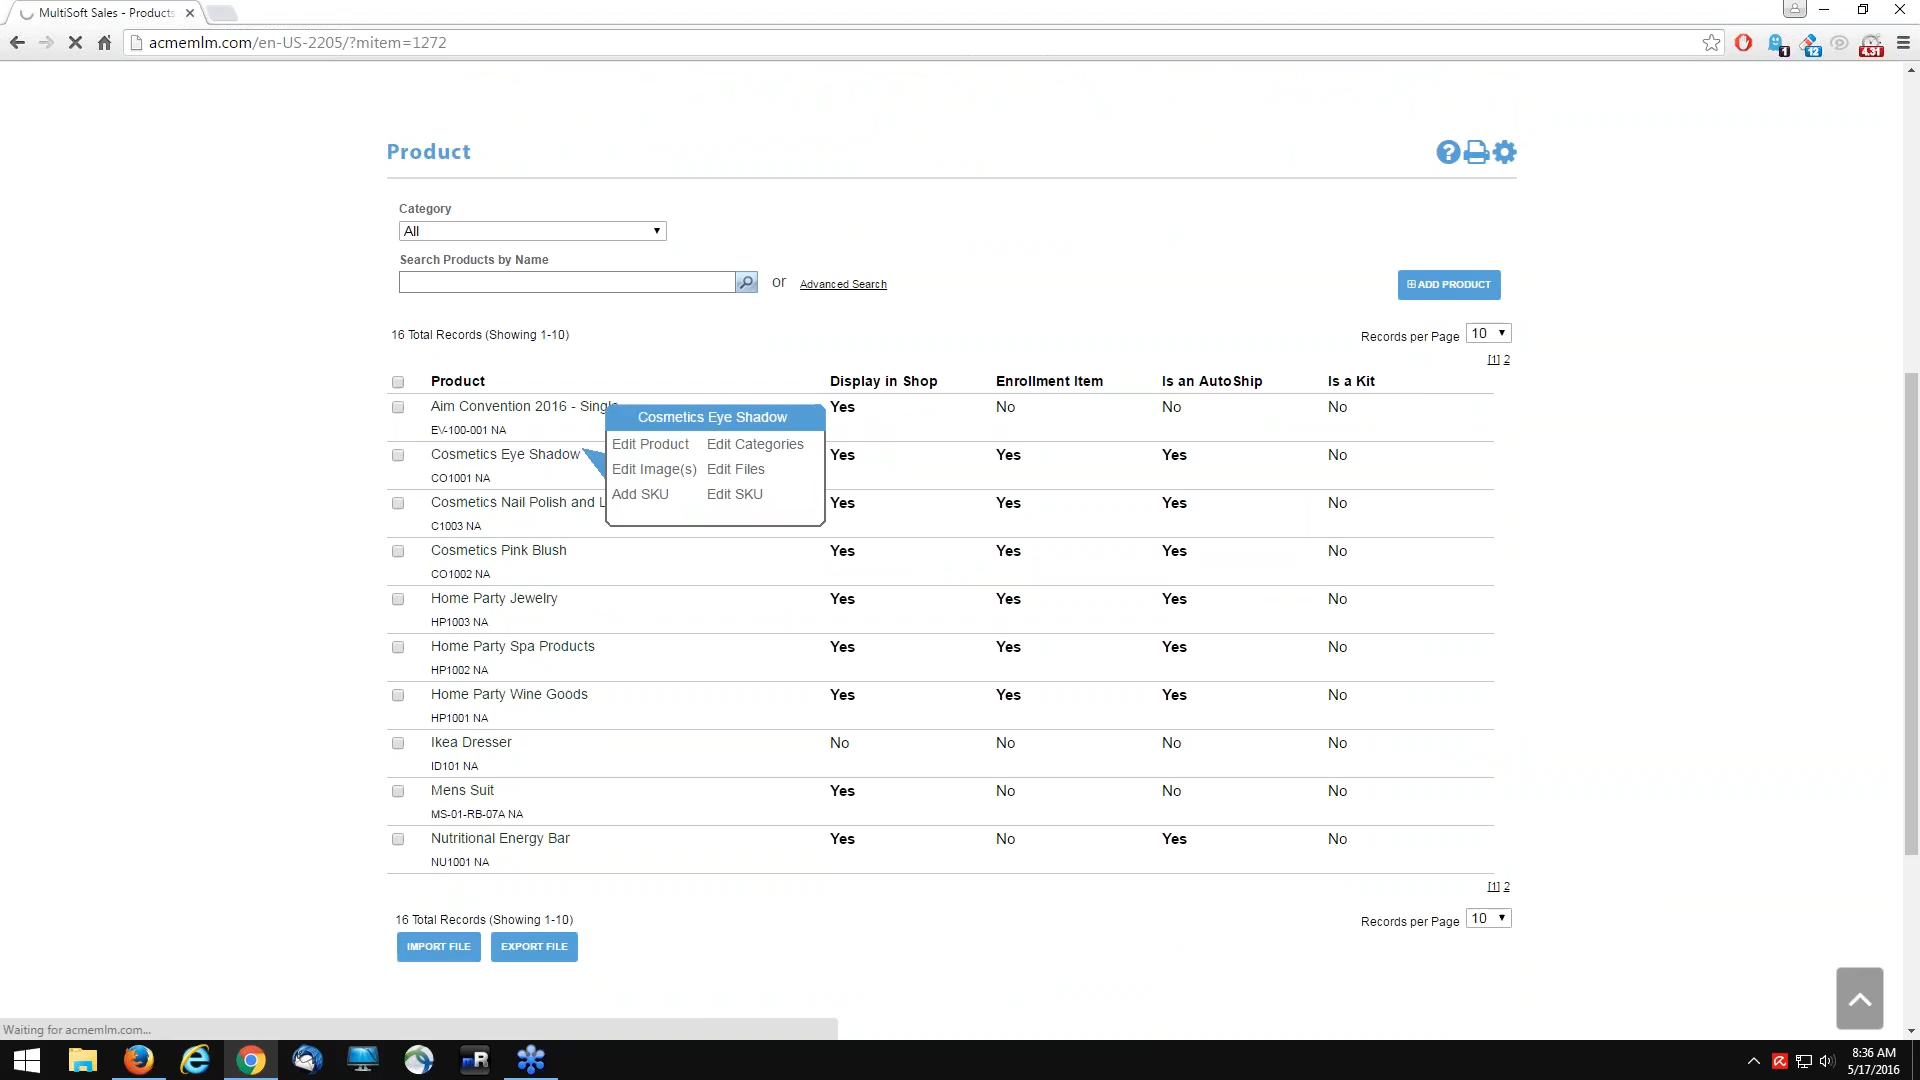 MultiSoft Sales - Products
acmemlm.com/en-US-2205/?mitem=1272
1
12
4.31
Product
Category
All
Search Products by Name
or Advanced Search
ADD PRODUCT
16 Total Records (Showing 1-10)
Records per Page 10
[1] 2
Product Display in Shop Enrollment Item Is an AutoShip Is a Kit
Aim Convention 2016 - Single Yes No No No
EV-100-001 NA
Cosmetics Eye Shadow
Edit Product Edit Categories
Edit Image(s) Edit Files
Add SKU Edit SKU
Cosmetics Eye Shadow Yes Yes Yes No
CO1001 NA
Cosmetics Nail Polish and L Yes Yes Yes No
C1003 NA
Cosmetics Pink Blush Yes Yes Yes No
CO1002 NA
Home Party Jewelry Yes Yes Yes No
HP1003 NA
Home Party Spa Products Yes Yes Yes No
HP1002 NA
Home Party Wine Goods Yes Yes Yes No
HP1001 NA
Ikea Dresser No No No No
ID101 NA
Mens Suit Yes No No No
MS-01-RB-07A NA
Nutritional Energy Bar Yes No Yes No
NU1001 NA
[1] 2
16 Total Records (Showing 1-10)
Records per Page 10
IMPORT FILE EXPORT FILE
Waiting for acmemlm.com...
mR
8:36 AM
5/17/2016